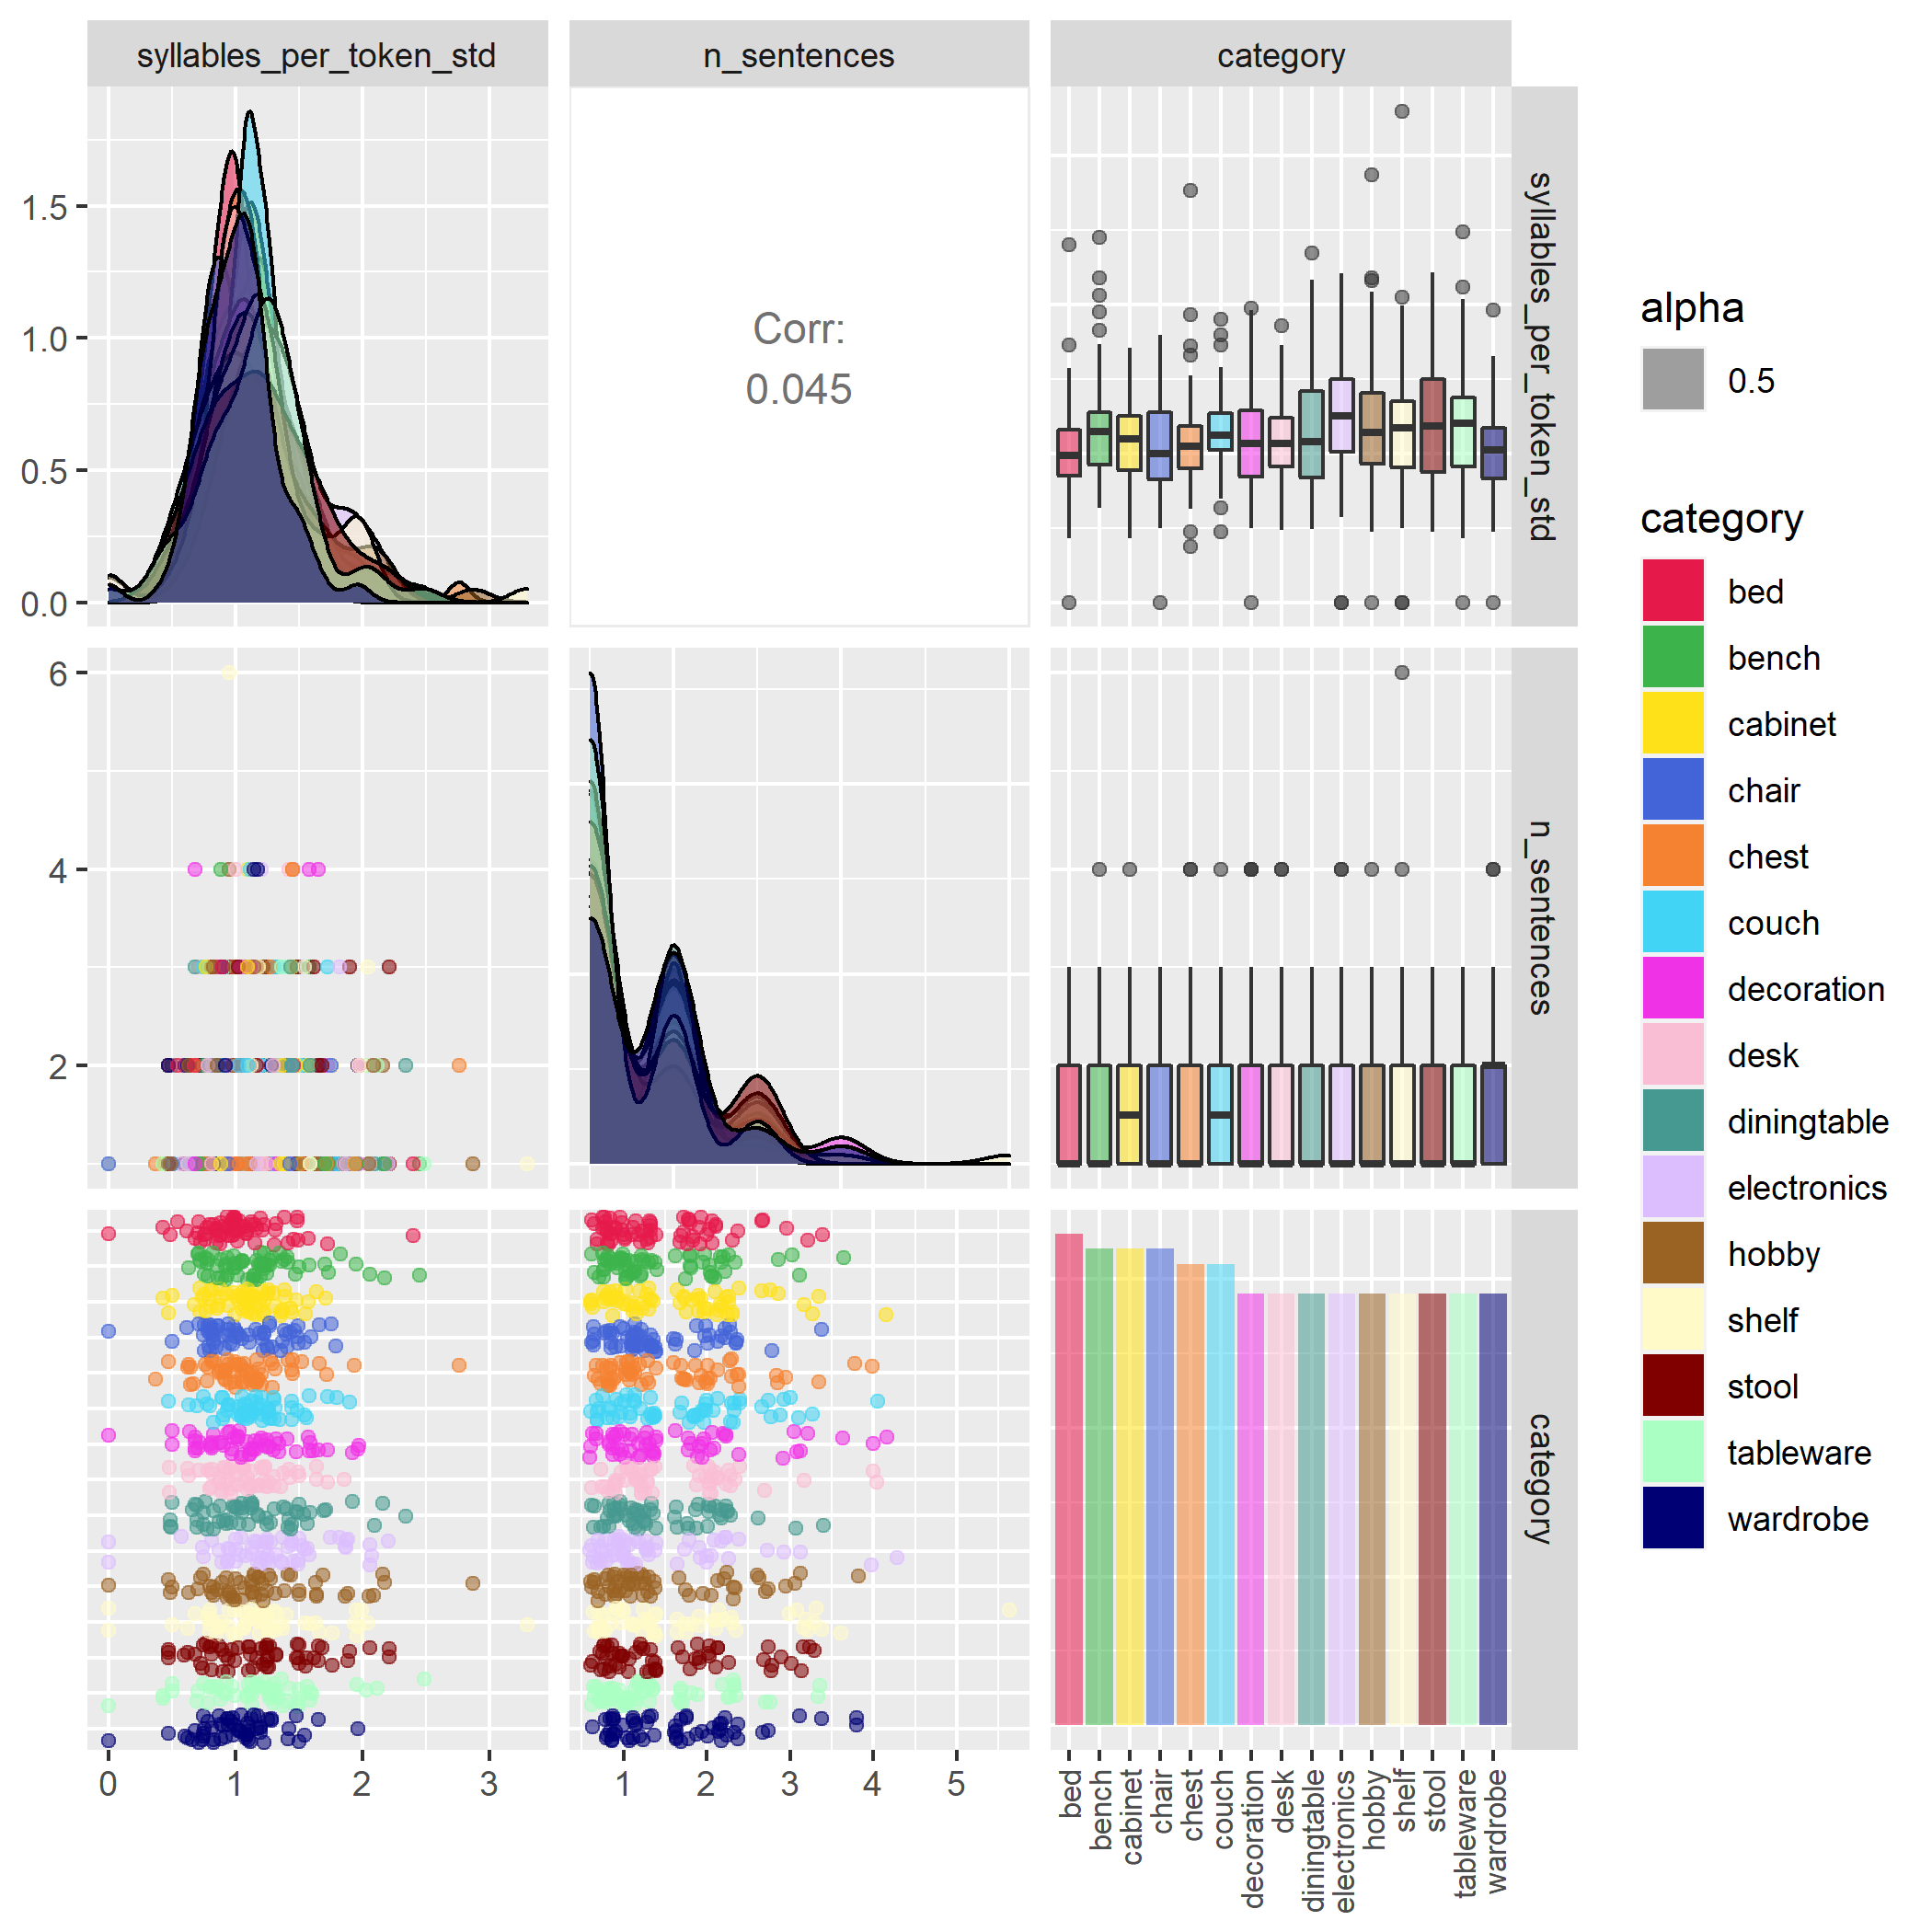 syllables_per_token_std
n_sentences
category
1.5
1.0
0.5
0.0
Corr:
0.045
syllables_per_token_std
6
4
2
n_sentences
category
0
1
2
3
1
2
3
4
5
bed
bench
cabinet
chair
chest
couch
decoration
desk
diningtable
electronics
hobby
shelf
stool
tableware
wardrobe
alpha
0.5
category
bed
bench
cabinet
chair
chest
couch
decoration
desk
diningtable
electronics
hobby
shelf
stool
tableware
wardrobe